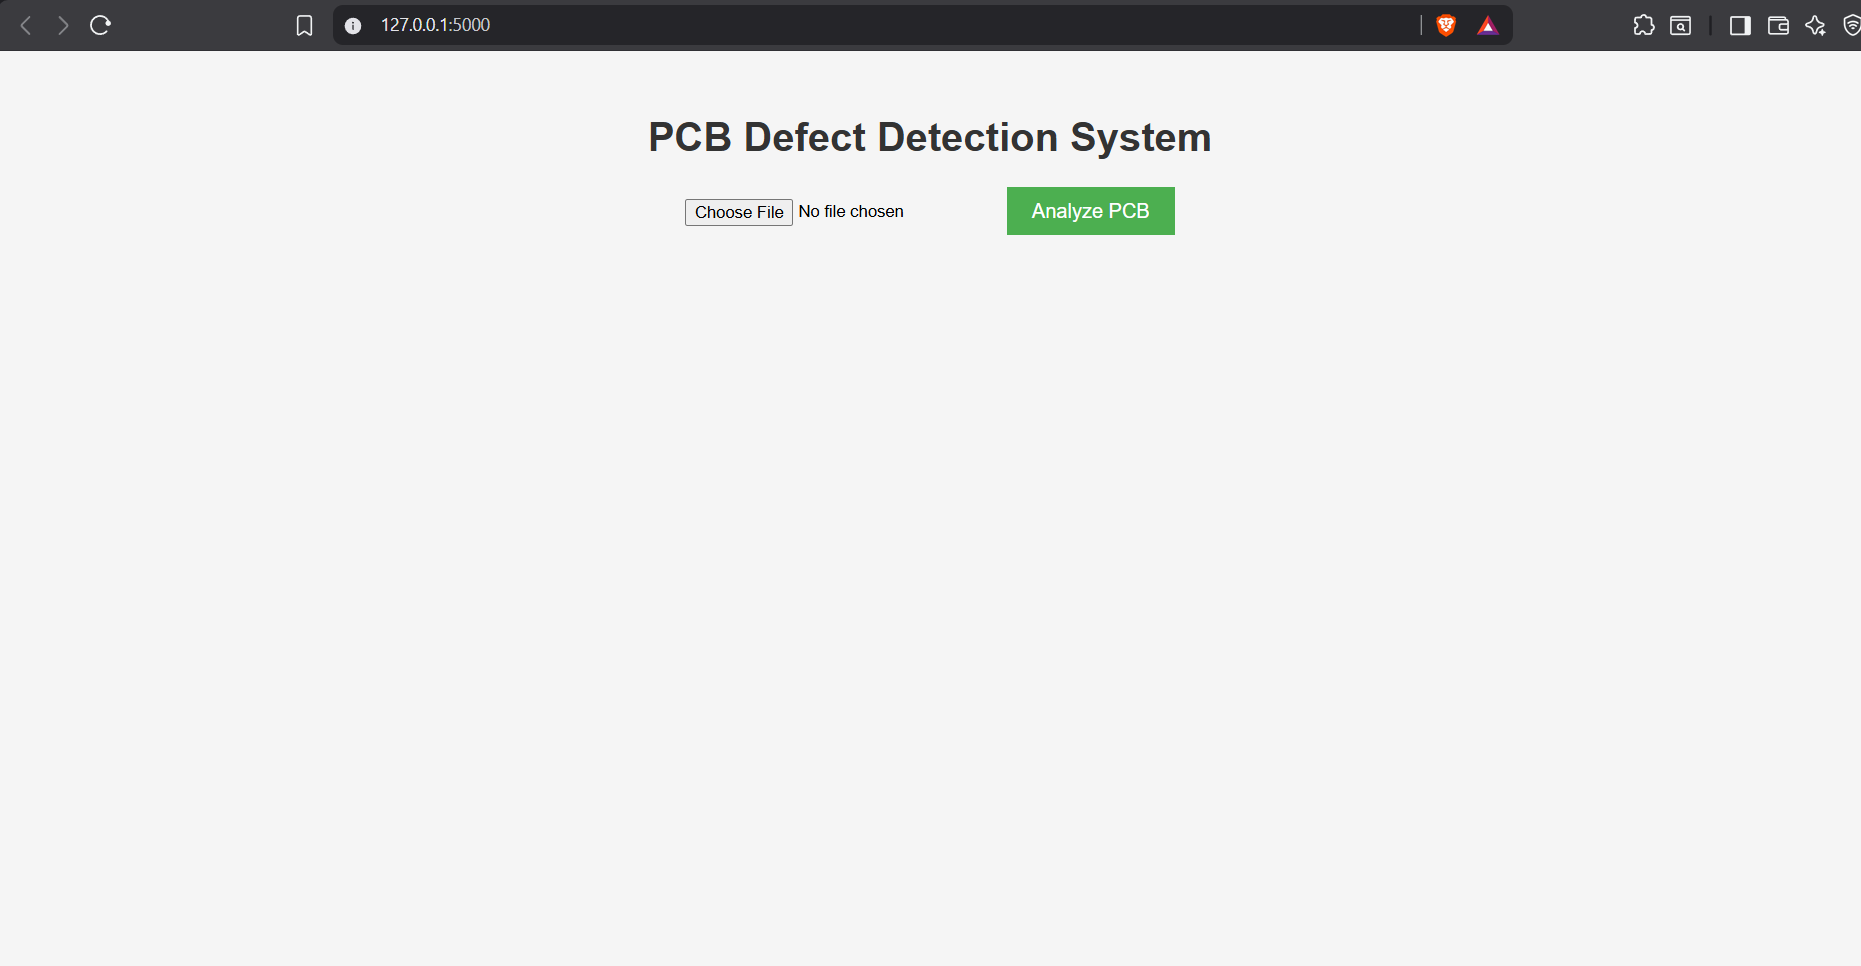 127.0.0.1:5000
PCB Defect Detection System
Choose File No file chosen
Analyze PCB